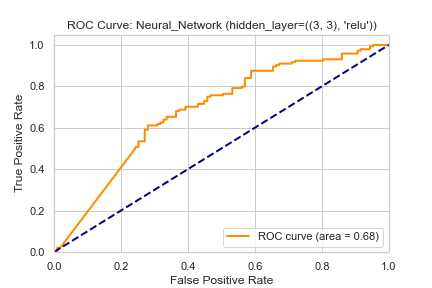 ROC Curve: Neural_Network (hidden_layer=((3, 3), 'relu'))
True Positive Rate
1.0
0.8
0.6
0.4
0.2
0.0
ROC curve (area = 0.68)
0.0 0.2 0.4 0.6 0.8 1.0
False Positive Rate